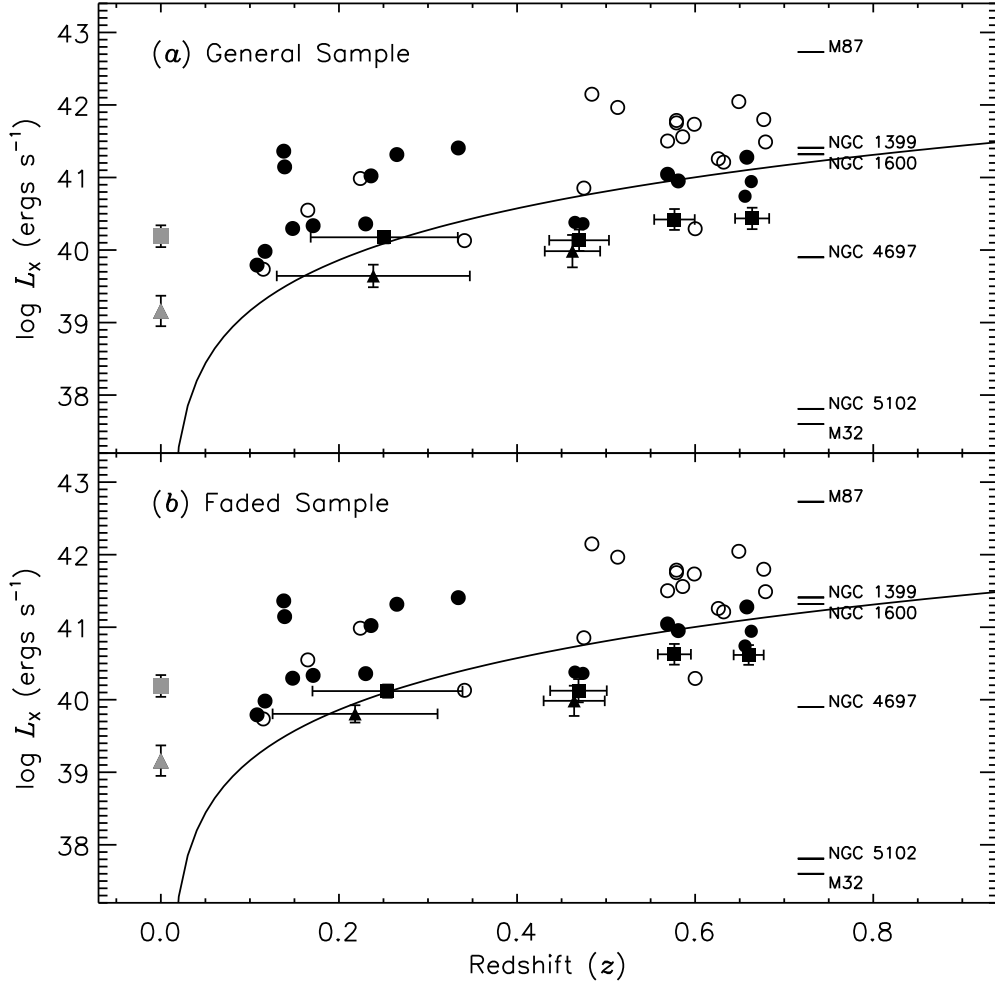 (a) General Sample
43
42
41
40
39
38
log Lx (ergs s⁻¹)
M87
NGC 1399
NGC 1600
NGC 4697
NGC 5102
M32
(b) Faded Sample
43
42
41
40
39
38
log Lx (ergs s⁻¹)
M87
NGC 1399
NGC 1600
NGC 4697
NGC 5102
M32
0.0 0.2 0.4 0.6 0.8
Redshift (z)